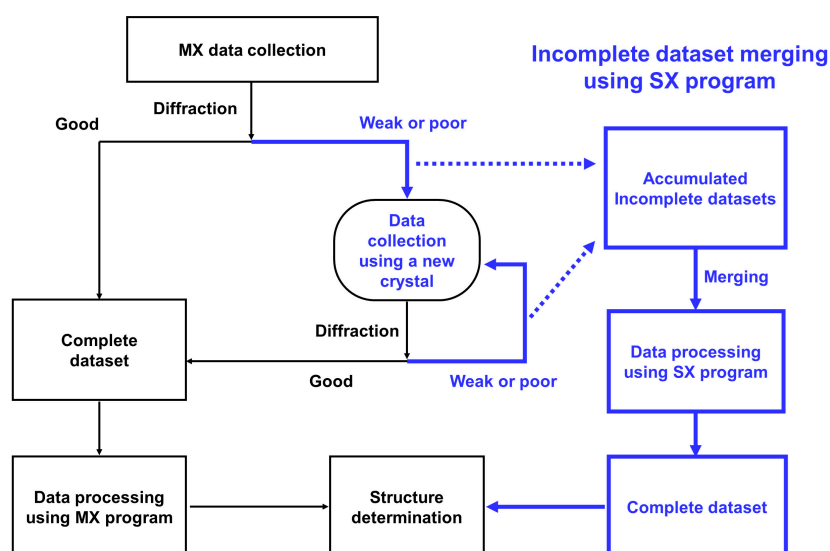 MX data collection
Incomplete dataset merging
using SX program
Diffraction
Good
Weak or poor
Accumulated
Incomplete datasets
Data
collection
using a new
crystal
Merging
Complete
dataset
Diffraction
Good
Weak or poor
Data processing
using SX program
Data processing
using MX program
Structure
determination
Complete dataset